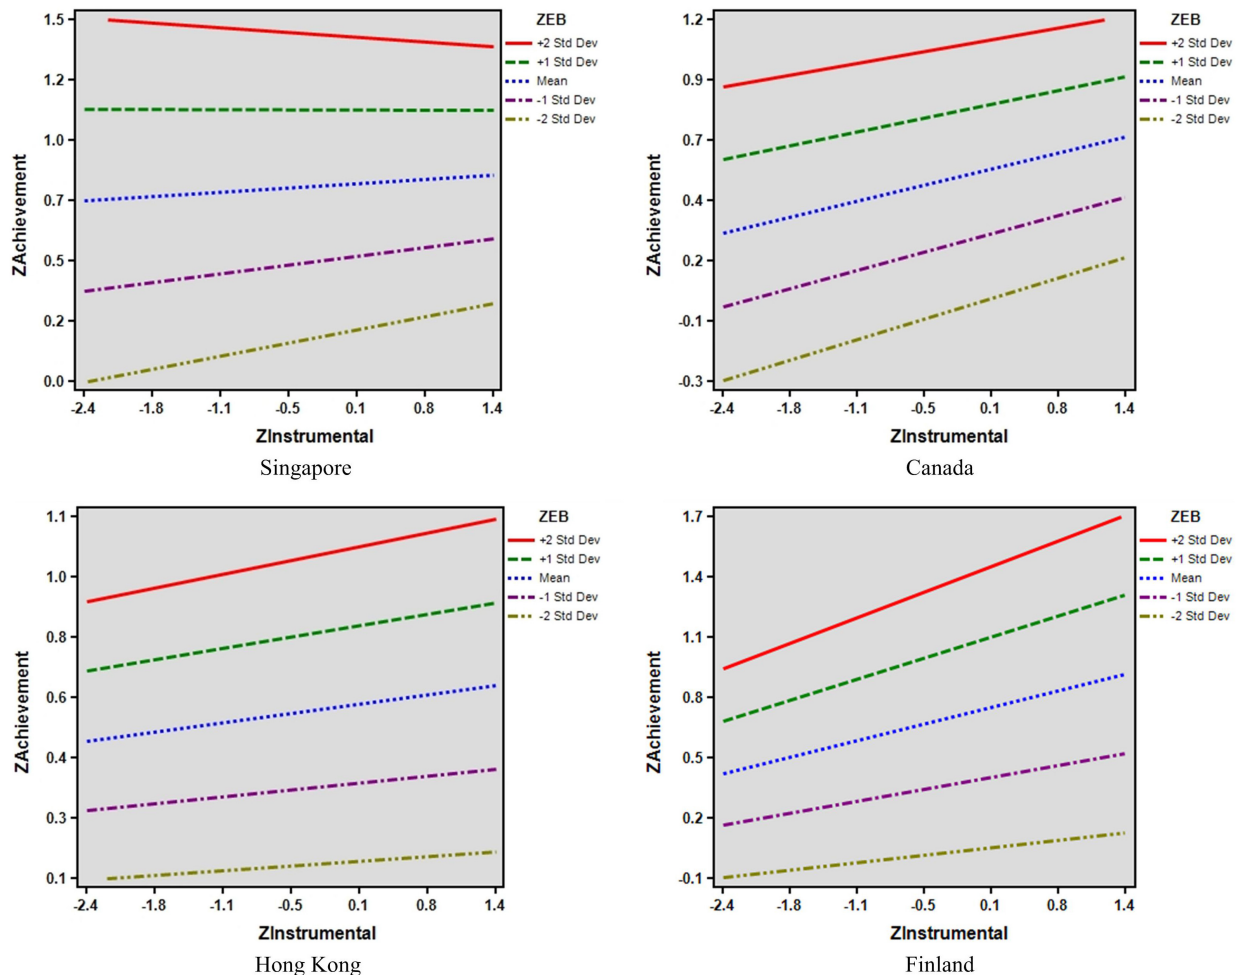 ZAchievement
1.5
1.2
1.0
0.7
0.5
0.2
0.0
-2.4 -1.8 -1.1 -0.5 0.1 0.8 1.4
ZInstrumental
ZEB
+2 Std Dev
+1 Std Dev
Mean
-1 Std Dev
-2 Std Dev
Singapore
ZAchievement
1.2
0.9
0.7
0.4
0.2
-0.1
-0.3
-2.4 -1.8 -1.1 -0.5 0.1 0.8 1.4
ZInstrumental
ZEB
+2 Std Dev
+1 Std Dev
Mean
-1 Std Dev
-2 Std Dev
Canada
ZAchievement
1.1
1.0
0.8
0.6
0.4
0.3
0.1
-2.4 -1.8 -1.1 -0.5 0.1 0.8 1.4
ZInstrumental
ZEB
+2 Std Dev
+1 Std Dev
Mean
-1 Std Dev
-2 Std Dev
Hong Kong
ZAchievement
1.7
1.4
1.1
0.8
0.5
0.2
-0.1
-2.4 -1.8 -1.1 -0.5 0.1 0.8 1.4
ZInstrumental
ZEB
+2 Std Dev
+1 Std Dev
Mean
-1 Std Dev
-2 Std Dev
Finland